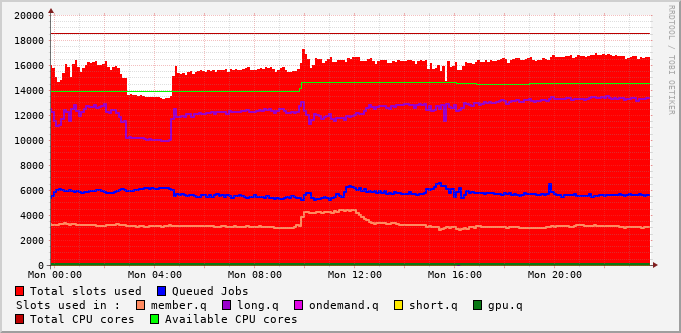 20000
18000
16000
14000
12000
10000
8000
6000
4000
2000
0
Mon 00:00 Mon 04:00 Mon 08:00 Mon 12:00 Mon 16:00 Mon 20:00
Total slots used Queued Jobs
Slots used in : member.q long.q ondemand.q short.q gpu.q
Total CPU cores Available CPU cores
RRDTOOL / TOBI OETIKER